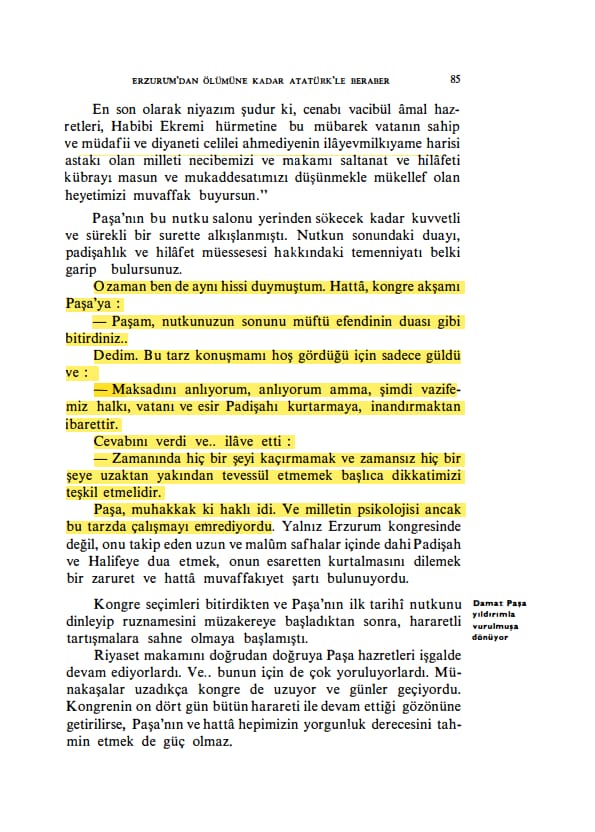 ERZURUM'DAN ÖLÜMÜNE KADAR ATATÜRK'LE BERABER 85
En son olarak niyazım şudur ki, cenabı vacibül âmal haz-
retleri, Habibi Ekremi hürmetine bu mübarek vatanın sahip
ve müdafii ve diyaneti celilei ahmediyenin ilâyevmilkıyame harisi
astakı olan milleti necibemizi ve makamı saltanat ve hilâfeti
kübrayı masun ve mukaddesatımızı düşünmekle mükellef olan
heyetimizi muvaffak buyursun.''
Paşa'nın bu nutku salonu yerinden sökecek kadar kuvvetli
ve sürekli bir surette alkışlanmıştı. Nutkun sonundaki duayı,
padişahlık ve hilâfet müessesesi hakkındaki temenniyatı belki
garip bulursunuz.
O zaman ben de aynı hissi duymuştum. Hattâ, kongre akşamı
Paşa'ya :
— Paşam, nutkunuzun sonunu müftü efendinin duası gibi
bitirdiniz..
Dedim. Bu tarz konuşmamı hoş gördüğü için sadece güldü
ve :
— Maksadını anlıyorum, anlıyorum amma, şimdi vazife-
miz halkı, vatanı ve esir Padişahı kurtarmaya, inandırmaktan
ibarettir.
Cevabını verdi ve.. ilâve etti :
— Zamanında hiç bir şeyi kaçırmamak ve zamansız hiç bir
şeye uzaktan yakından tevessül etmemek başlıca dikkatimizi
teşkil etmelidir.
Paşa, muhakkak ki haklı idi. Ve milletin psikolojisi ancak
bu tarzda çalışmayı emrediyordu. Yalnız Erzurum kongresinde
değil, onu takip eden uzun ve malûm safhalar içinde dahi Padişah
ve Halifeye dua etmek, onun esaretten kurtalmasını dilemek
bir zaruret ve hattâ muvaffakıyet şartı bulunuyordu.
Kongre seçimleri bitirdikten ve Paşa'nın ilk tarihî nutkunu
dinleyip ruznamesini müzakereye başladıktan sonra, hararetli
tartışmalara sahne olmaya başlamıştı.
Damat Paşa
yıldırımla
vurulmuşa
dönüyor
Riyaset makamını doğrudan doğruya Paşa hazretleri işgalde
devam ediyorlardı. Ve.. bunun için de çok yoruluyorlardı. Mü-
nakaşalar uzadıkça kongre de uzuyor ve günler geçiyordu.
Kongrenin on dört gün bütün harareti ile devam ettiği gözönüne
getirilirse, Paşa'nın ve hattâ hepimizin yorgunluk derecesini tah-
min etmek de güç olmaz.